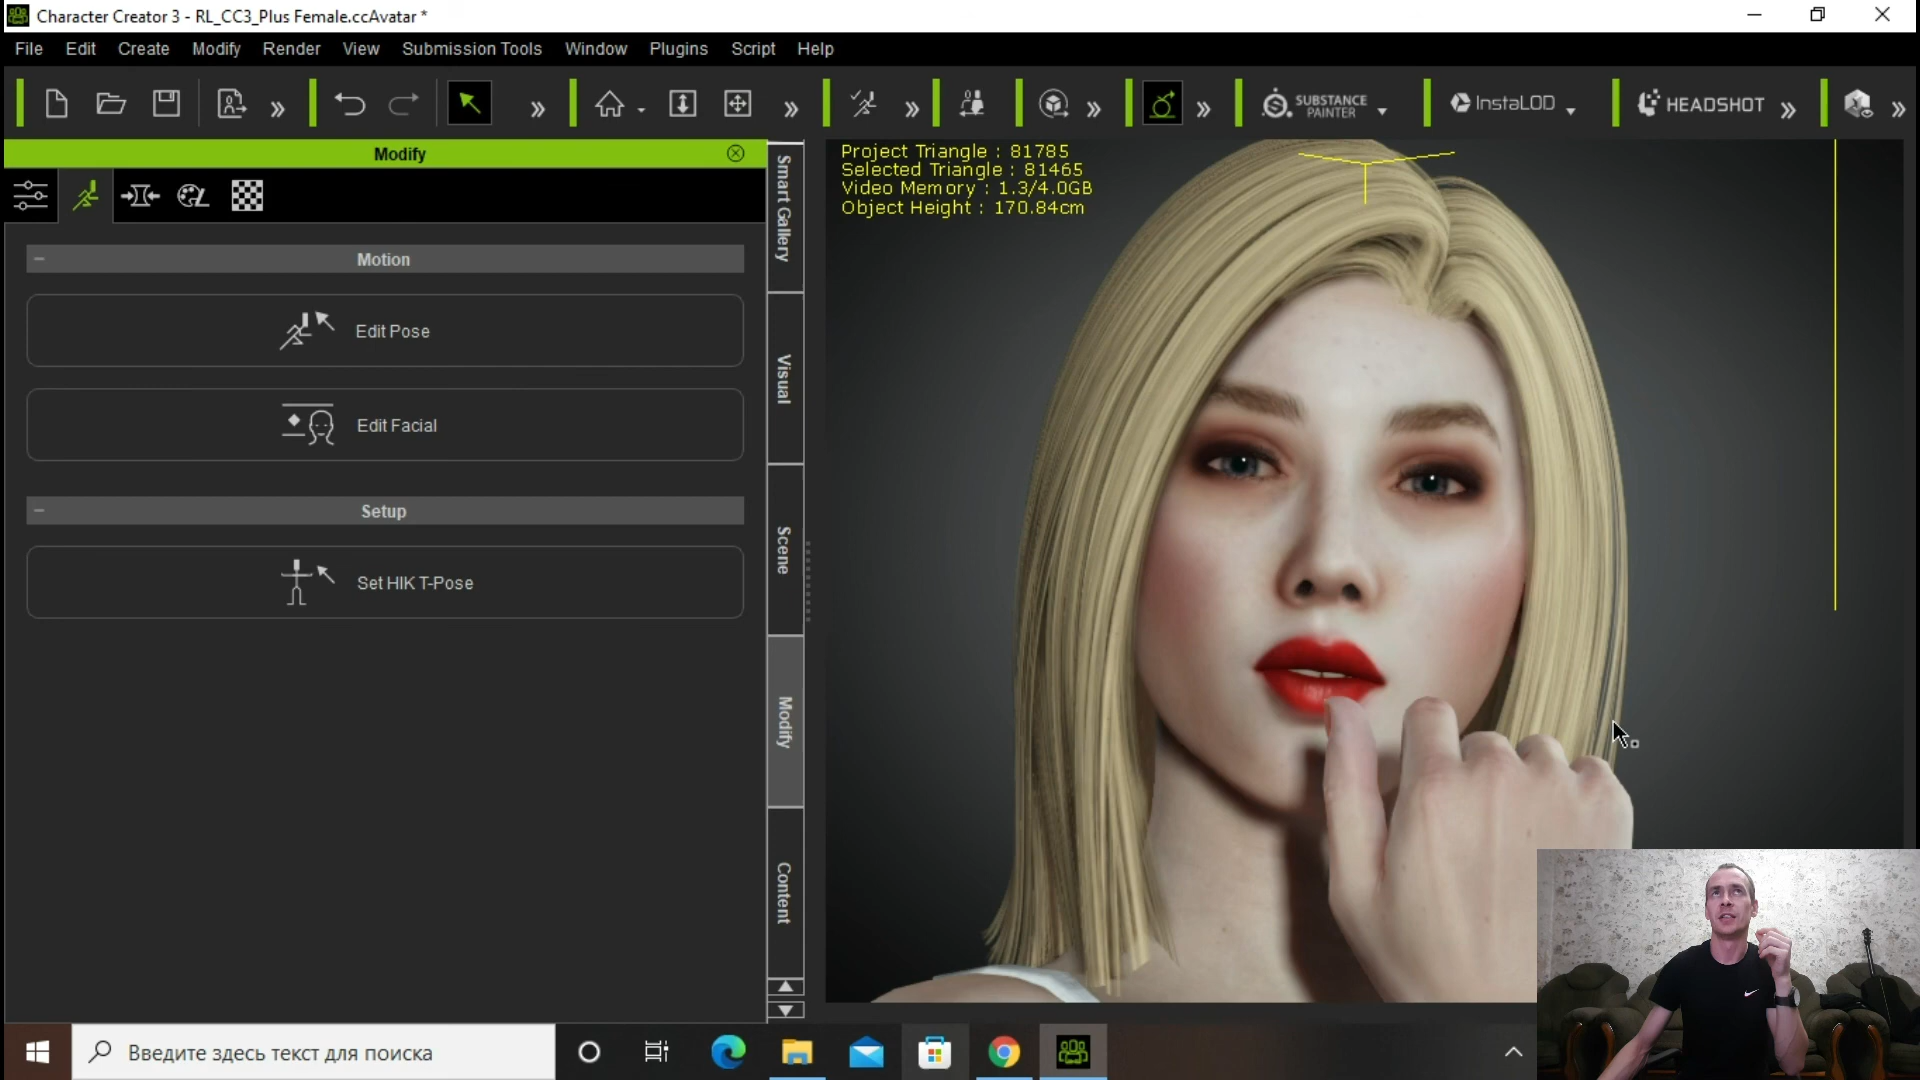 Character Creator 3 - RL_CC3_Plus Female.ccAvatar *
File Edit Create Modify Render View Submission Tools Window Plugins Script Help
SUBSTANCE
PAINTER
InstaLOD
HEADSHOT
Modify
Motion
Edit Pose
Edit Facial
Setup
Set HIK T-Pose
Smart Gallery
Visual
Scene
Modify
Content
Project Triangle : 81785
Selected Triangle : 81465
Video Memory : 1.3/4.0GB
Object Height : 170.84cm
Введите здесь текст для поиска